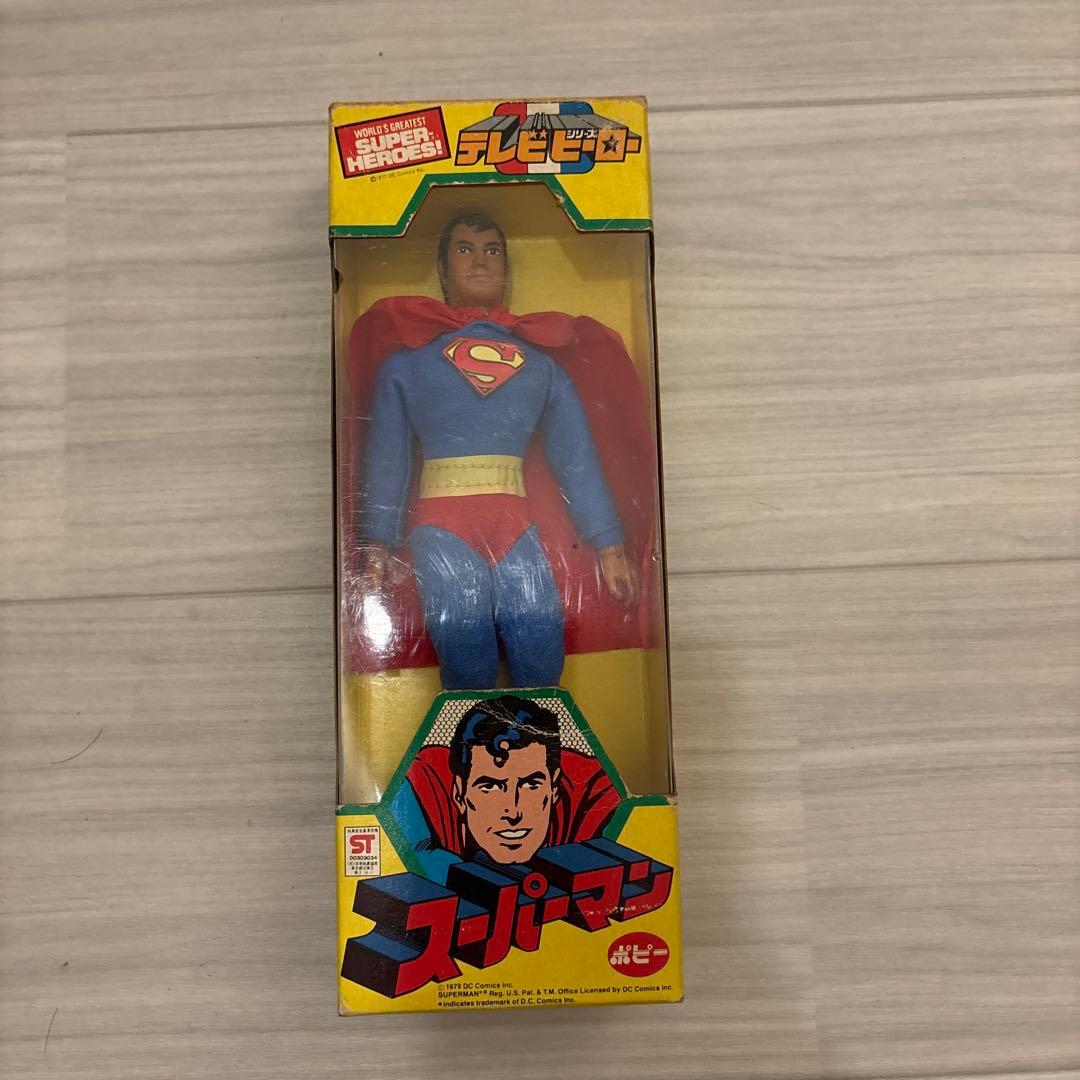 WORLD'S GREATEST
SUPER-
HEROES!
© 1977 DC Comics Inc.
テレビヒーロー
シリーズ
S
ST
D0303034
スーパーマン
ポピー
© 1979 DC Comics Inc.
SUPERMAN** Reg. U.S. Pat. & T.M. Office Licensed by DC Comics Inc.
*indicates trademark of D.C. Comics Inc.